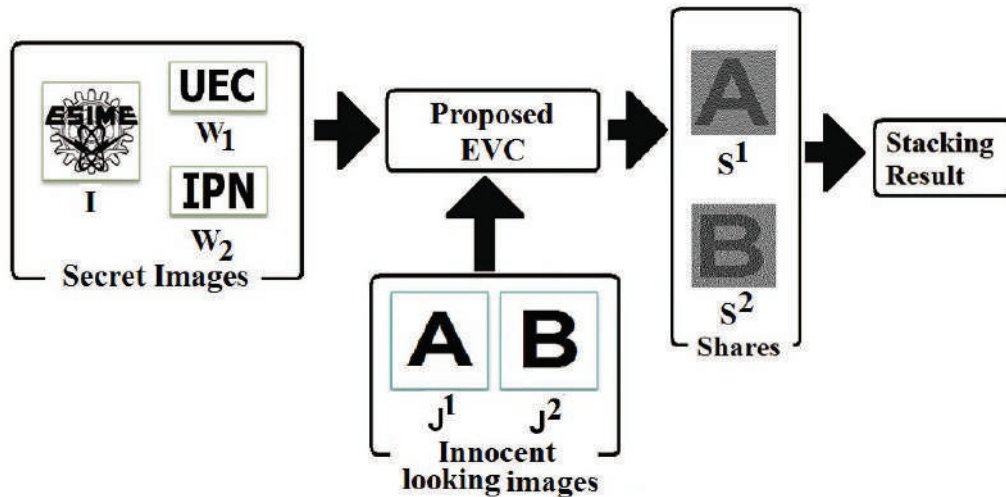 ESIME
I
UEC
W1
IPN
W2
Secret Images
Proposed
EVC
A
J1
B
J2
Innocent
looking images
A
S1
B
S2
Shares
Stacking
Result